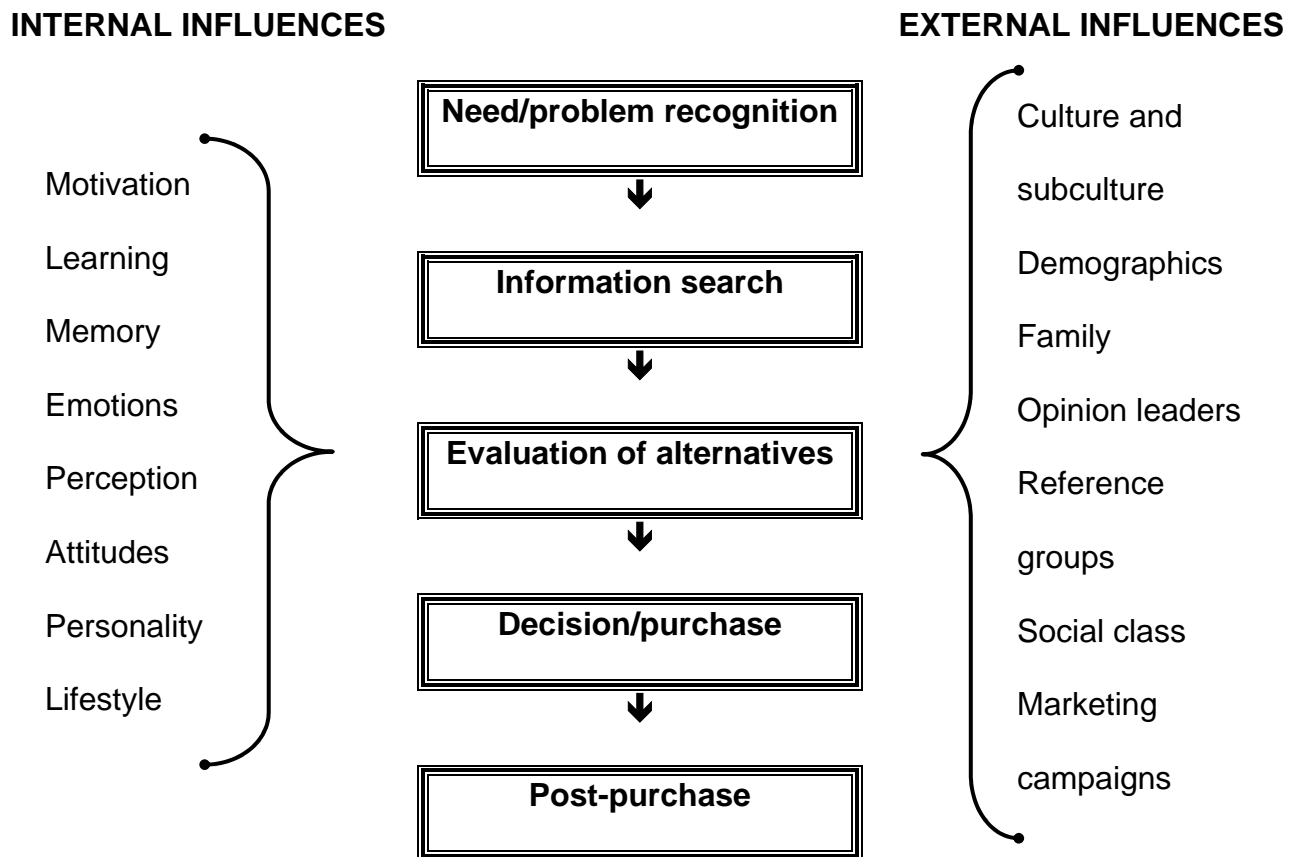 INTERNAL INFLUENCES
Motivation
Learning
Memory
Emotions
Perception
Attitudes
Personality
Lifestyle
Need/problem recognition
Information search
Evaluation of alternatives
Decision/purchase
Post-purchase
EXTERNAL INFLUENCES
Culture and
subculture
Demographics
Family
Opinion leaders
Reference
groups
Social class
Marketing
campaigns